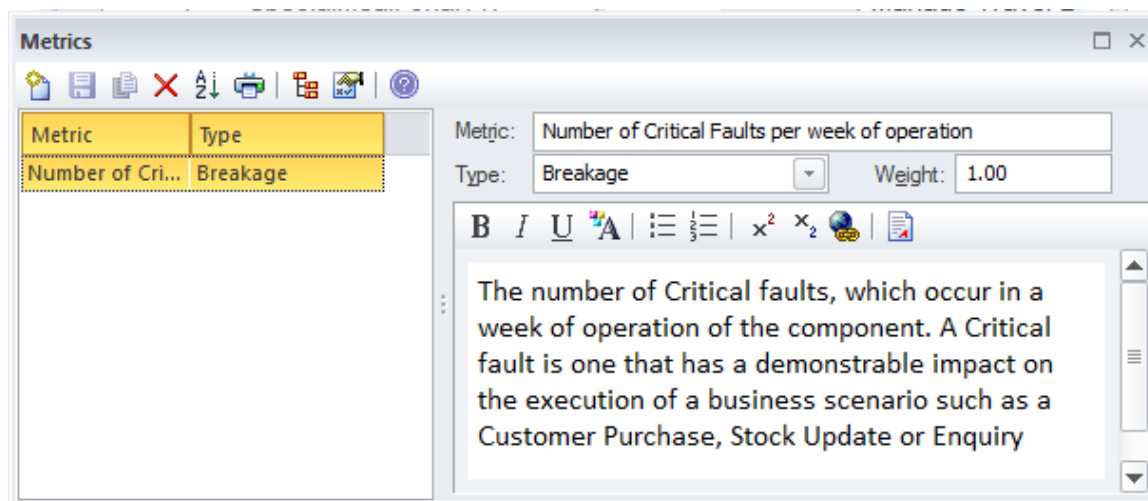 Metrics
Metric Type
Number of Cri... Breakage
Metric: Number of Critical Faults per week of operation
Type: Breakage Weight: 1.00
B I U A x² x₂
The number of Critical faults, which occur in a
week of operation of the component. A Critical
fault is one that has a demonstrable impact on
the execution of a business scenario such as a
Customer Purchase, Stock Update or Enquiry